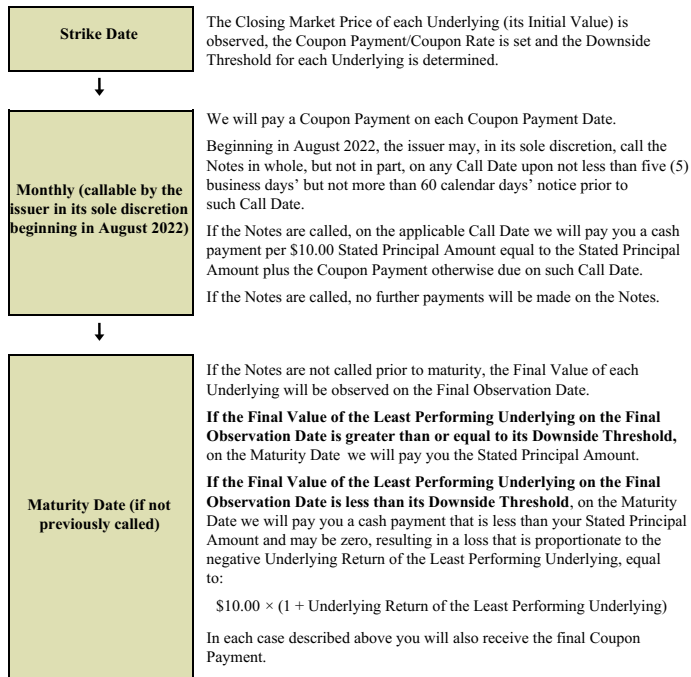 Strike Date
The Closing Market Price of each Underlying (its Initial Value) is
observed, the Coupon Payment/Coupon Rate is set and the Downside
Threshold for each Underlying is determined.
Monthly (callable by the
issuer in its sole discretion
beginning in August 2022)
We will pay a Coupon Payment on each Coupon Payment Date.
Beginning in August 2022, the issuer may, in its sole discretion, call the
Notes in whole, but not in part, on any Call Date upon not less than five (5)
business days’ but not more than 60 calendar days’ notice prior to
such Call Date.
If the Notes are called, on the applicable Call Date we will pay you a cash
payment per $10.00 Stated Principal Amount equal to the Stated Principal
Amount plus the Coupon Payment otherwise due on such Call Date.
If the Notes are called, no further payments will be made on the Notes.
Maturity Date (if not
previously called)
If the Notes are not called prior to maturity, the Final Value of each
Underlying will be observed on the Final Observation Date.
If the Final Value of the Least Performing Underlying on the Final
Observation Date is greater than or equal to its Downside Threshold,
on the Maturity Date we will pay you the Stated Principal Amount.
If the Final Value of the Least Performing Underlying on the Final
Observation Date is less than its Downside Threshold, on the Maturity
Date we will pay you a cash payment that is less than your Stated Principal
Amount and may be zero, resulting in a loss that is proportionate to the
negative Underlying Return of the Least Performing Underlying, equal
to:
$10.00 × (1 + Underlying Return of the Least Performing Underlying)
In each case described above you will also receive the final Coupon
Payment.